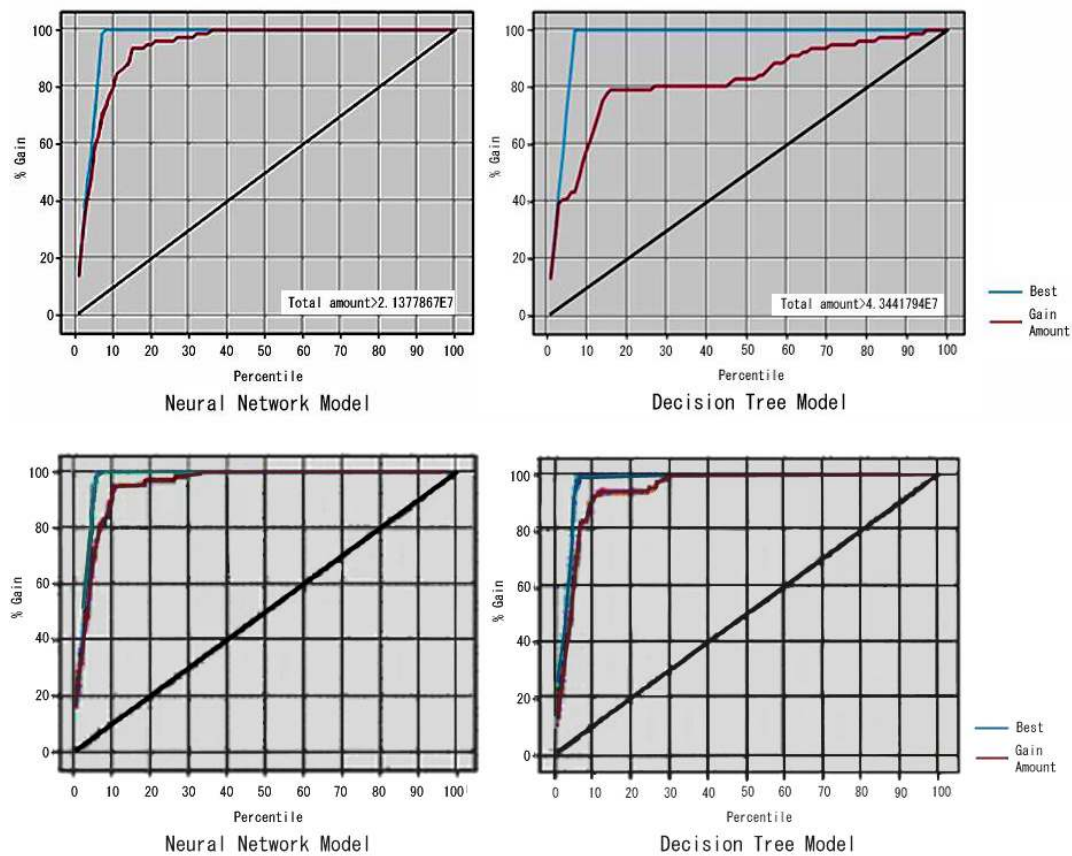 100
80
60
40
20
0
% Gain
Total amount>2.1377867E7
0 10 20 30 40 50 60 70 80 90 100
Percentile
Neural Network Model
100
80
60
40
20
0
% Gain
Total amount>4.3441794E7
0 10 20 30 40 50 60 70 80 90 100
Percentile
Decision Tree Model
Best
Gain
Amount
100
80
60
40
20
0
% Gain
0 10 20 30 40 50 60 70 80 90 100
Percentile
Neural Network Model
100
80
60
40
20
0
% Gain
0 10 20 30 40 50 60 70 80 90 100
Percentile
Decision Tree Model
Best
Gain
Amount